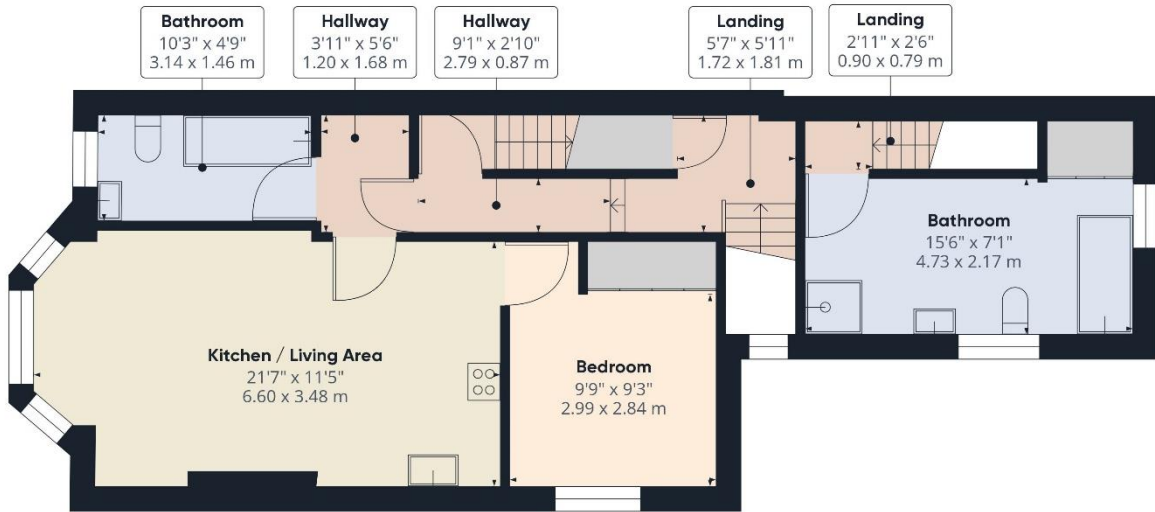 Bathroom
10'3" x 4'9"
3.14 x 1.46 m
Hallway
3'11" x 5'6"
1.20 x 1.68 m
Hallway
9'1" x 2'10"
2.79 x 0.87 m
Landing
5'7" x 5'11"
1.72 x 1.81 m
Landing
2'11" x 2'6"
0.90 x 0.79 m
Bathroom
15'6" x 7'1"
4.73 x 2.17 m
Kitchen / Living Area
21'7" x 11'5"
6.60 x 3.48 m
Bedroom
9'9" x 9'3"
2.99 x 2.84 m